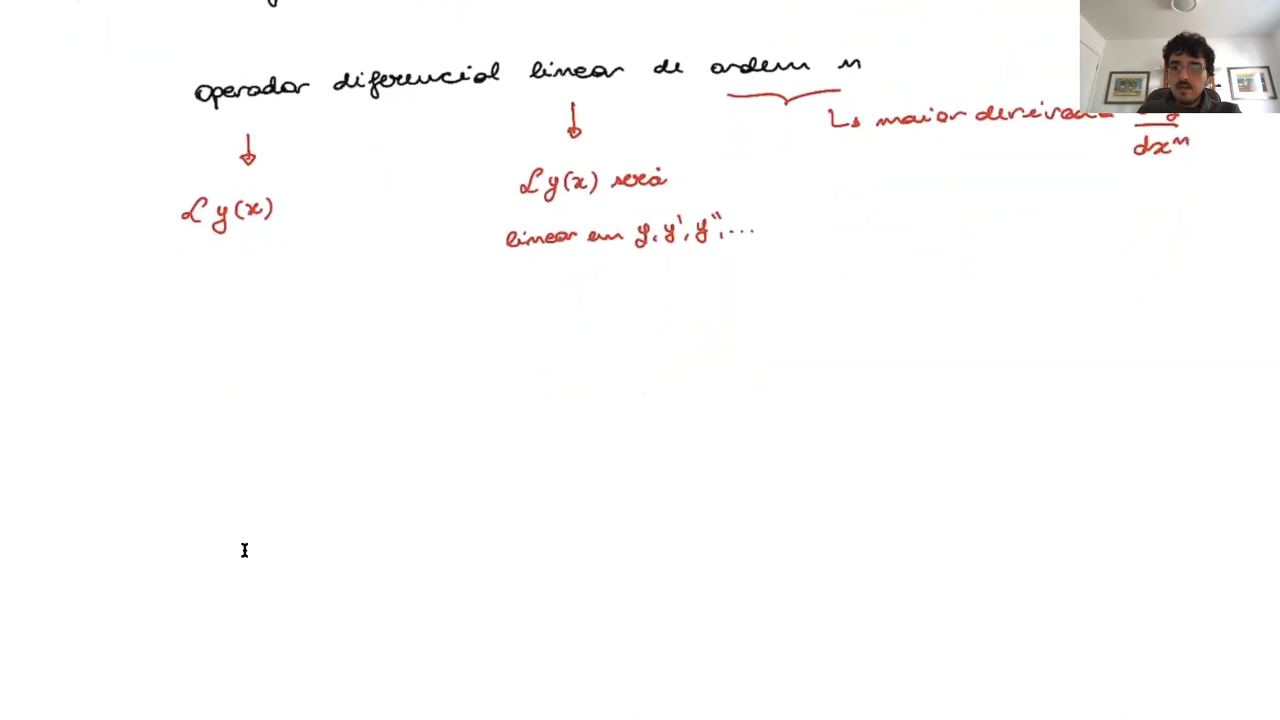 operador diferencial linear de ordem n
↳ maior derivada
dxⁿ
ℒ y(x)
ℒ y(x) será
linear em y, y', y'', ...